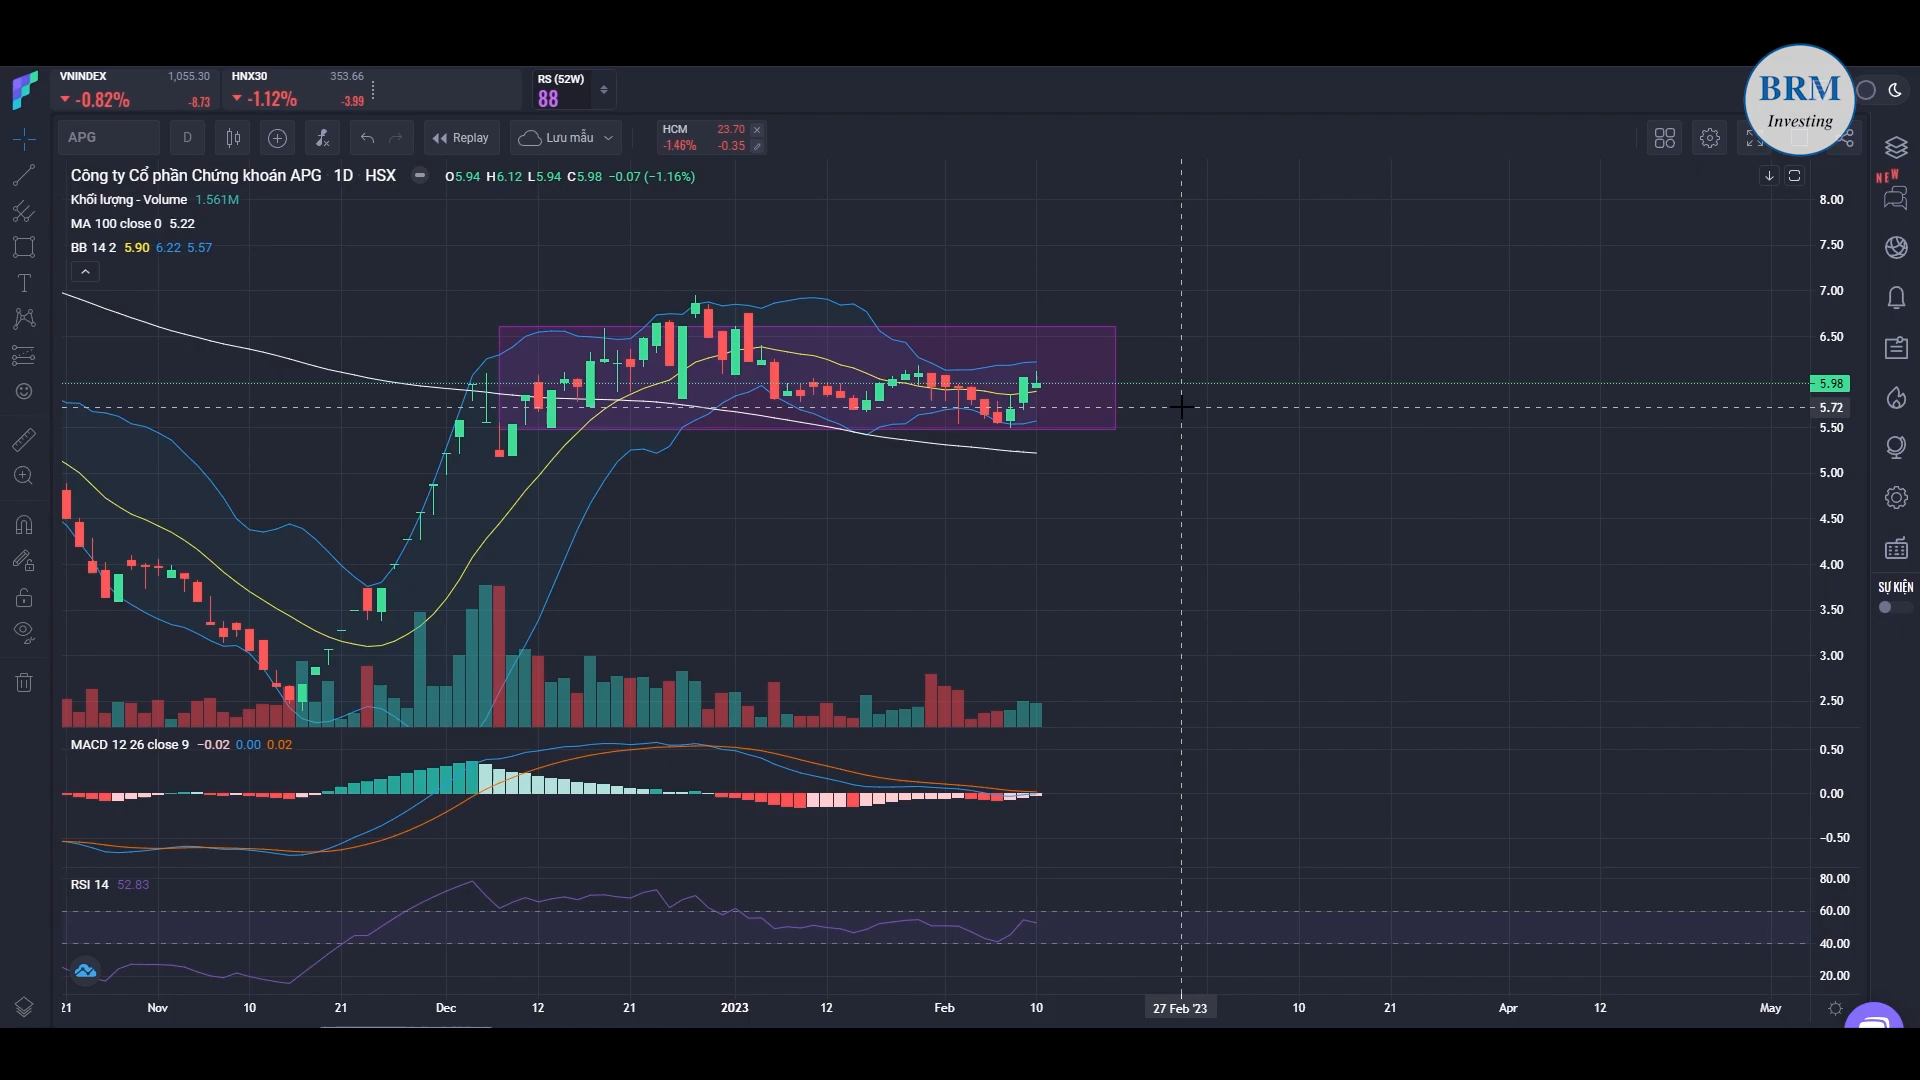 VNINDEX 1,055.30
-0.82% -8.73
HNX30 353.66
-1.12% -3.99
RS (52W)
88
BRM
Investing
APG D Replay Lưu mẫu
HCM 23.70
-1.46% -0.35
Công ty Cổ phần Chứng khoán APG 1D HSX O5.94 H6.12 L5.94 C5.98 −0.07 (−1.16%)
Khối lượng - Volume 1.561M
MA 100 close 0 5.22
BB 14 2 5.90 6.22 5.57
NEW
8.00
7.50
7.00
6.50
5.98
5.72
5.50
5.00
4.50
4.00
3.50
3.00
2.50
SỰ KIỆN
MACD 12 26 close 9 −0.02 0.00 0.02
0.50
0.00
−0.50
RSI 14 52.83
80.00
60.00
40.00
20.00
21 Nov 10 21 Dec 12 21 2023 12 Feb 10 27 Feb '23 10 21 Apr 12 May